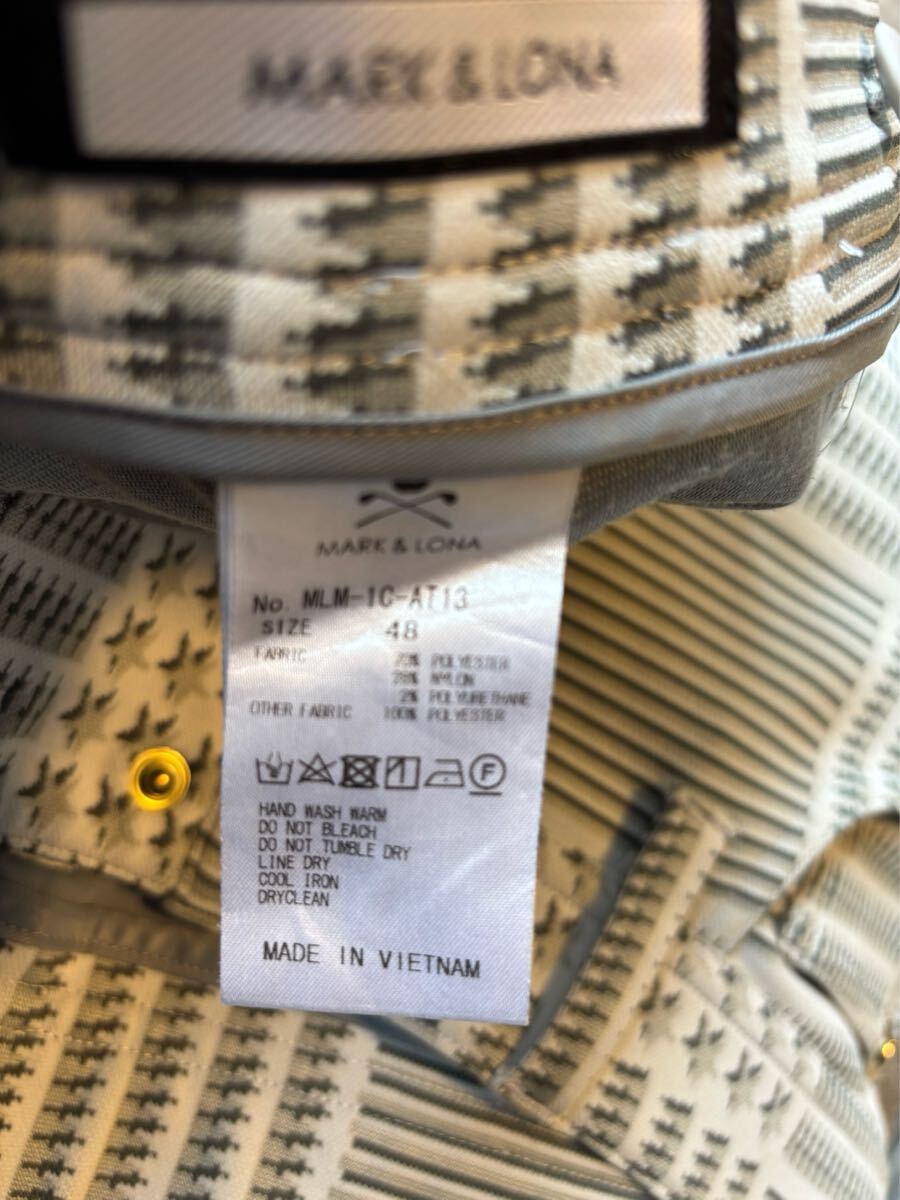 MARK & LONA
MARK & LONA
No. MLM-1C-AT13
SIZE 48
FABRIC 70% POLYESTER
28% NYLON
2% POLYURETHANE
OTHER FABRIC 100% POLYESTER
F
HAND WASH WARM
DO NOT BLEACH
DO NOT TUMBLE DRY
LINE DRY
COOL IRON
DRYCLEAN
MADE IN VIETNAM